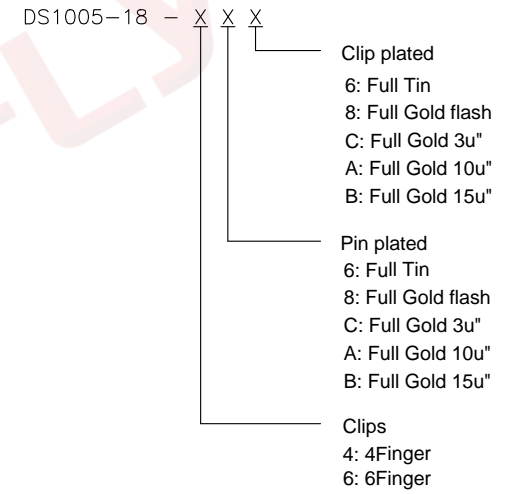 DS1005-18 - X X X
Clip plated
6: Full Tin
8: Full Gold flash
C: Full Gold 3u"
A: Full Gold 10u"
B: Full Gold 15u"
Pin plated
6: Full Tin
8: Full Gold flash
C: Full Gold 3u"
A: Full Gold 10u"
B: Full Gold 15u"
Clips
4: 4Finger
6: 6Finger